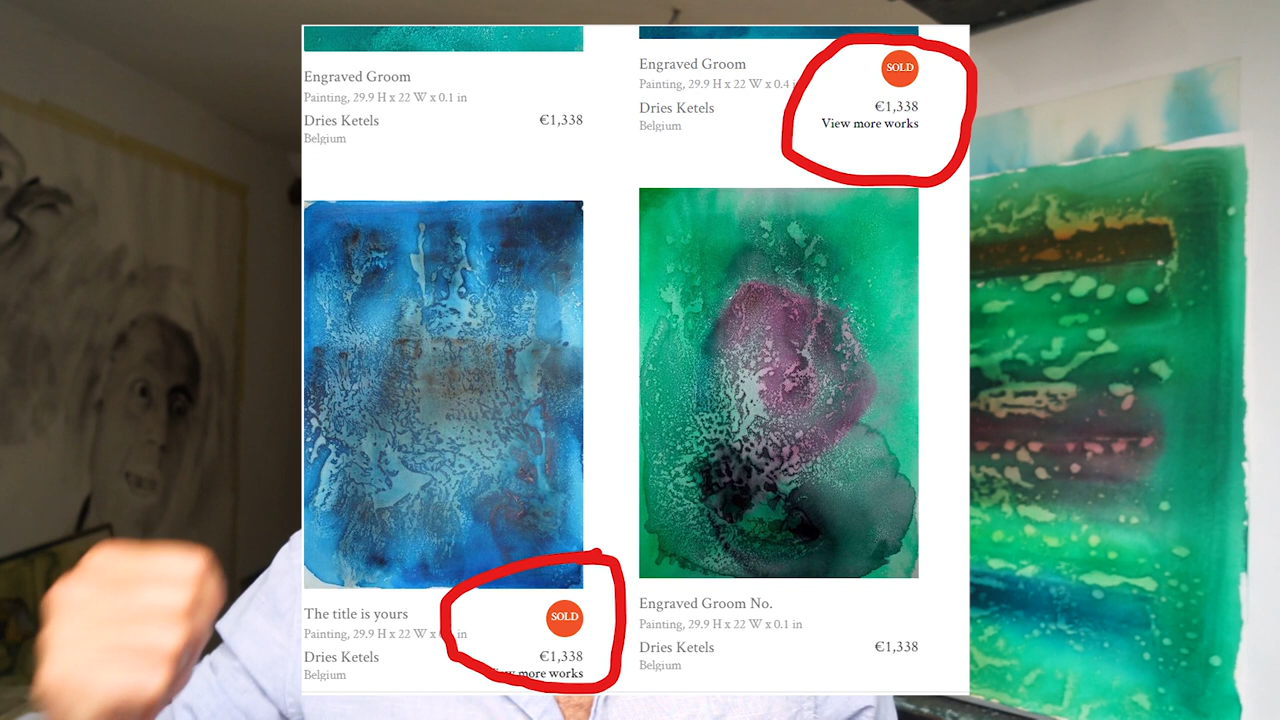 Engraved Groom
Painting, 29.9 H x 22 W x 0.1 in
Dries Ketels
€1,338
Belgium
Engraved Groom
SOLD
Painting, 29.9 H x 22 W x 0.4 i
Dries Ketels
€1,338
Belgium
View more works
The title is yours
SOLD
Painting, 29.9 H x 22 W x in
Dries Ketels
€1,338
Belgium
more works
Engraved Groom No.
Painting, 29.9 H x 22 W x 0.1 in
Dries Ketels
€1,338
Belgium